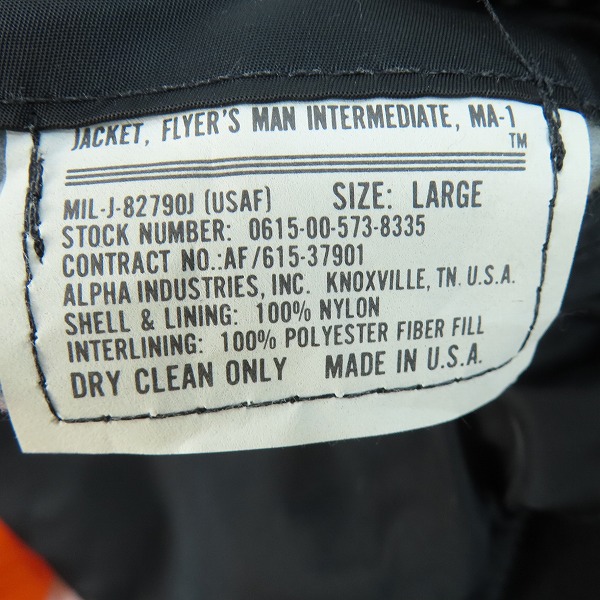 JACKET, FLYER'S MAN INTERMEDIATE, MA-1
TM
MIL-J-82790J (USAF) SIZE: LARGE
STOCK NUMBER: 0615-00-573-8335
CONTRACT NO.:AF/615-37901
ALPHA INDUSTRIES, INC. KNOXVILLE, TN. U.S.A.
SHELL & LINING: 100% NYLON
INTERLINING: 100% POLYESTER FIBER FILL
DRY CLEAN ONLY MADE IN U.S.A.